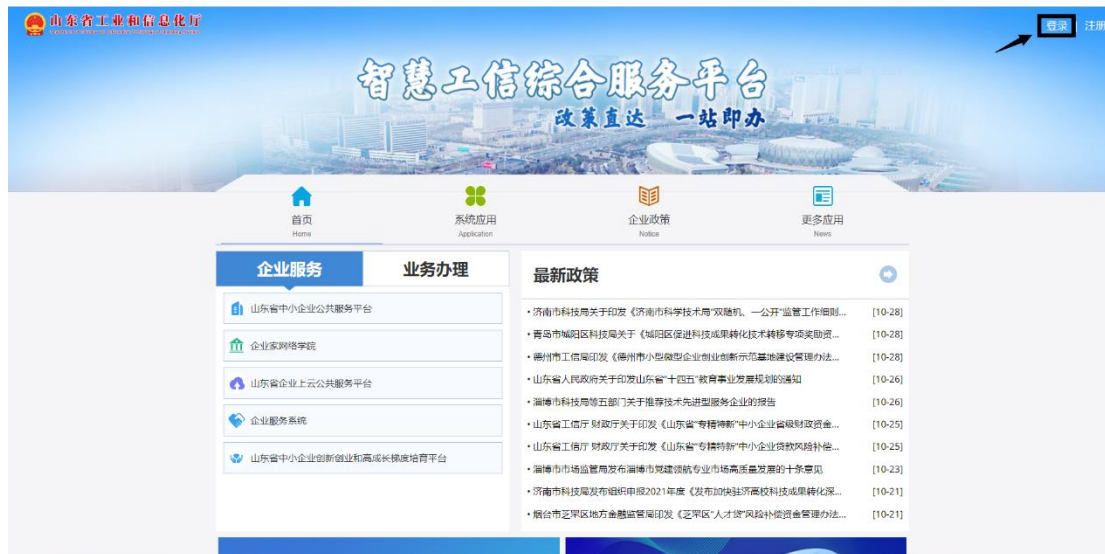 山东省工业和信息化厅
登录 注册
智慧工信综合服务平台
政策直达 一站即办
首页
Home
系统应用
Application
企业政策
Notice
更多应用
News
企业服务
业务办理
山东省中小企业公共服务平台
企业家网络学院
山东省企业上云公共服务平台
企业服务系统
山东省中小企业创新创业和高成长梯度培育平台
最新政策
• 济南市科技局关于印发《济南市科学技术局“双随机、一公开”监管工作细则... [10-28]
• 青岛市城阳区科技局关于《城阳区促进科技成果转化技术转移专项奖励资... [10-28]
• 德州市工信局印发《德州市小型微型企业创业创新示范基地建设管理办法... [10-28]
• 山东省人民政府关于印发山东省“十四五”教育事业发展规划的通知 [10-26]
• 淄博市科技局等五部门关于推荐技术先进型服务企业的报告 [10-26]
• 山东省工信厅 财政厅关于印发《山东省“专精特新”中小企业省级财政资金... [10-25]
• 山东省工信厅 财政厅关于印发《山东省“专精特新”中小企业贷款风险补偿... [10-25]
• 淄博市市场监管局发布淄博市党建领航专业市场高质量发展的十条意见 [10-23]
• 济南市科技局发布组织申报2021年度《发布加快驻济高校科技成果转化深... [10-21]
• 烟台市芝罘区地方金融监管局印发《芝罘区“人才贷”风险补偿资金管理办法... [10-21]